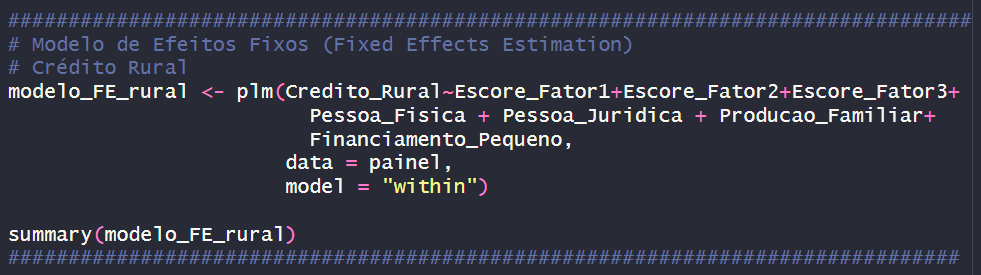 ################################################################################
# Modelo de Efeitos Fixos (Fixed Effects Estimation)
# Crédito Rural
modelo_FE_rural <- plm(Credito_Rural~Escore_Fator1+Escore_Fator2+Escore_Fator3+
                         Pessoa_Fisica + Pessoa_Juridica + Producao_Familiar+
                         Financiamento_Pequeno,
                       data = painel,
                       model = "within")
summary(modelo_FE_rural)
###############################################################################